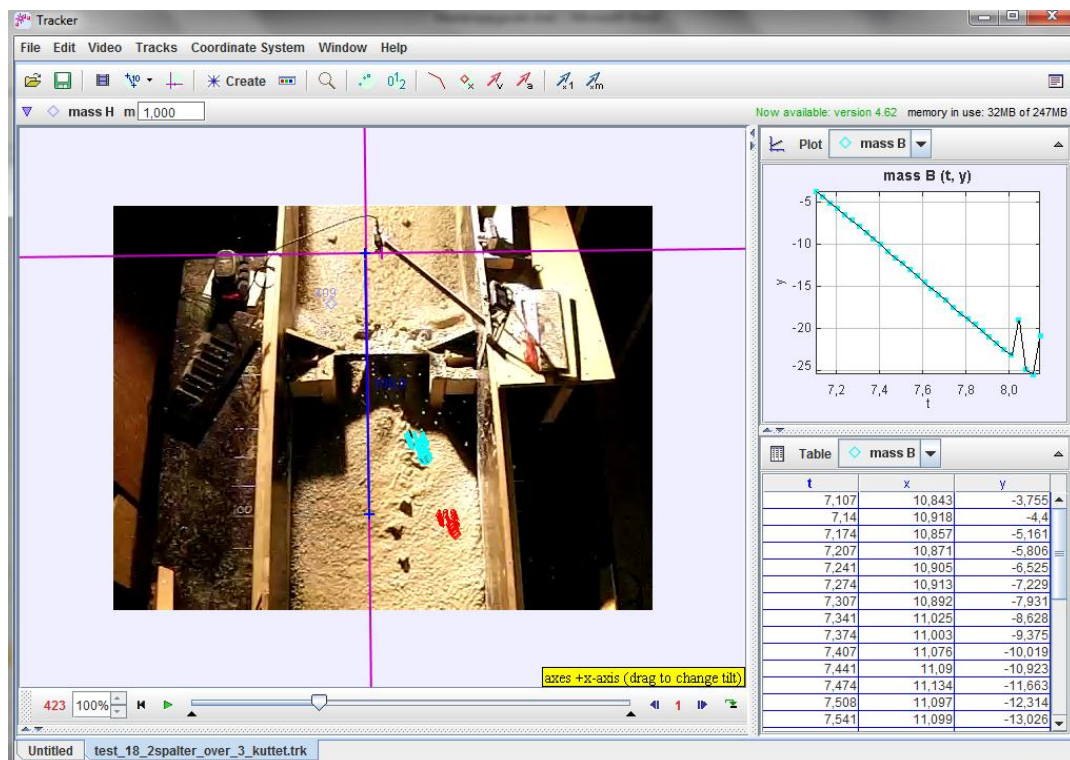 Tracker
File Edit Video Tracks Coordinate System Window Help
Create
mass H m 1,000
Now available: version 4.62 memory in use: 32MB of 247MB
Plot mass B
mass B (t, y)
-5
-10
-15
-20
-25
y
7,2 7,4 7,6 7,8 8,0
t
Table mass B
t x y
7,107 10,843 -3,755
7,14 10,918 -4,4
7,174 10,857 -5,161
7,207 10,871 -5,806
7,241 10,905 -6,525
7,274 10,913 -7,229
7,307 10,892 -7,931
7,341 11,025 -8,628
7,374 11,003 -9,375
7,407 11,076 -10,019
7,441 11,09 -10,923
7,474 11,134 -11,663
7,508 11,097 -12,314
7,541 11,099 -13,026
axes +x-axis (drag to change tilt)
423 100% 1
Untitled test_18_2spalter_over_3_kuttet.trk